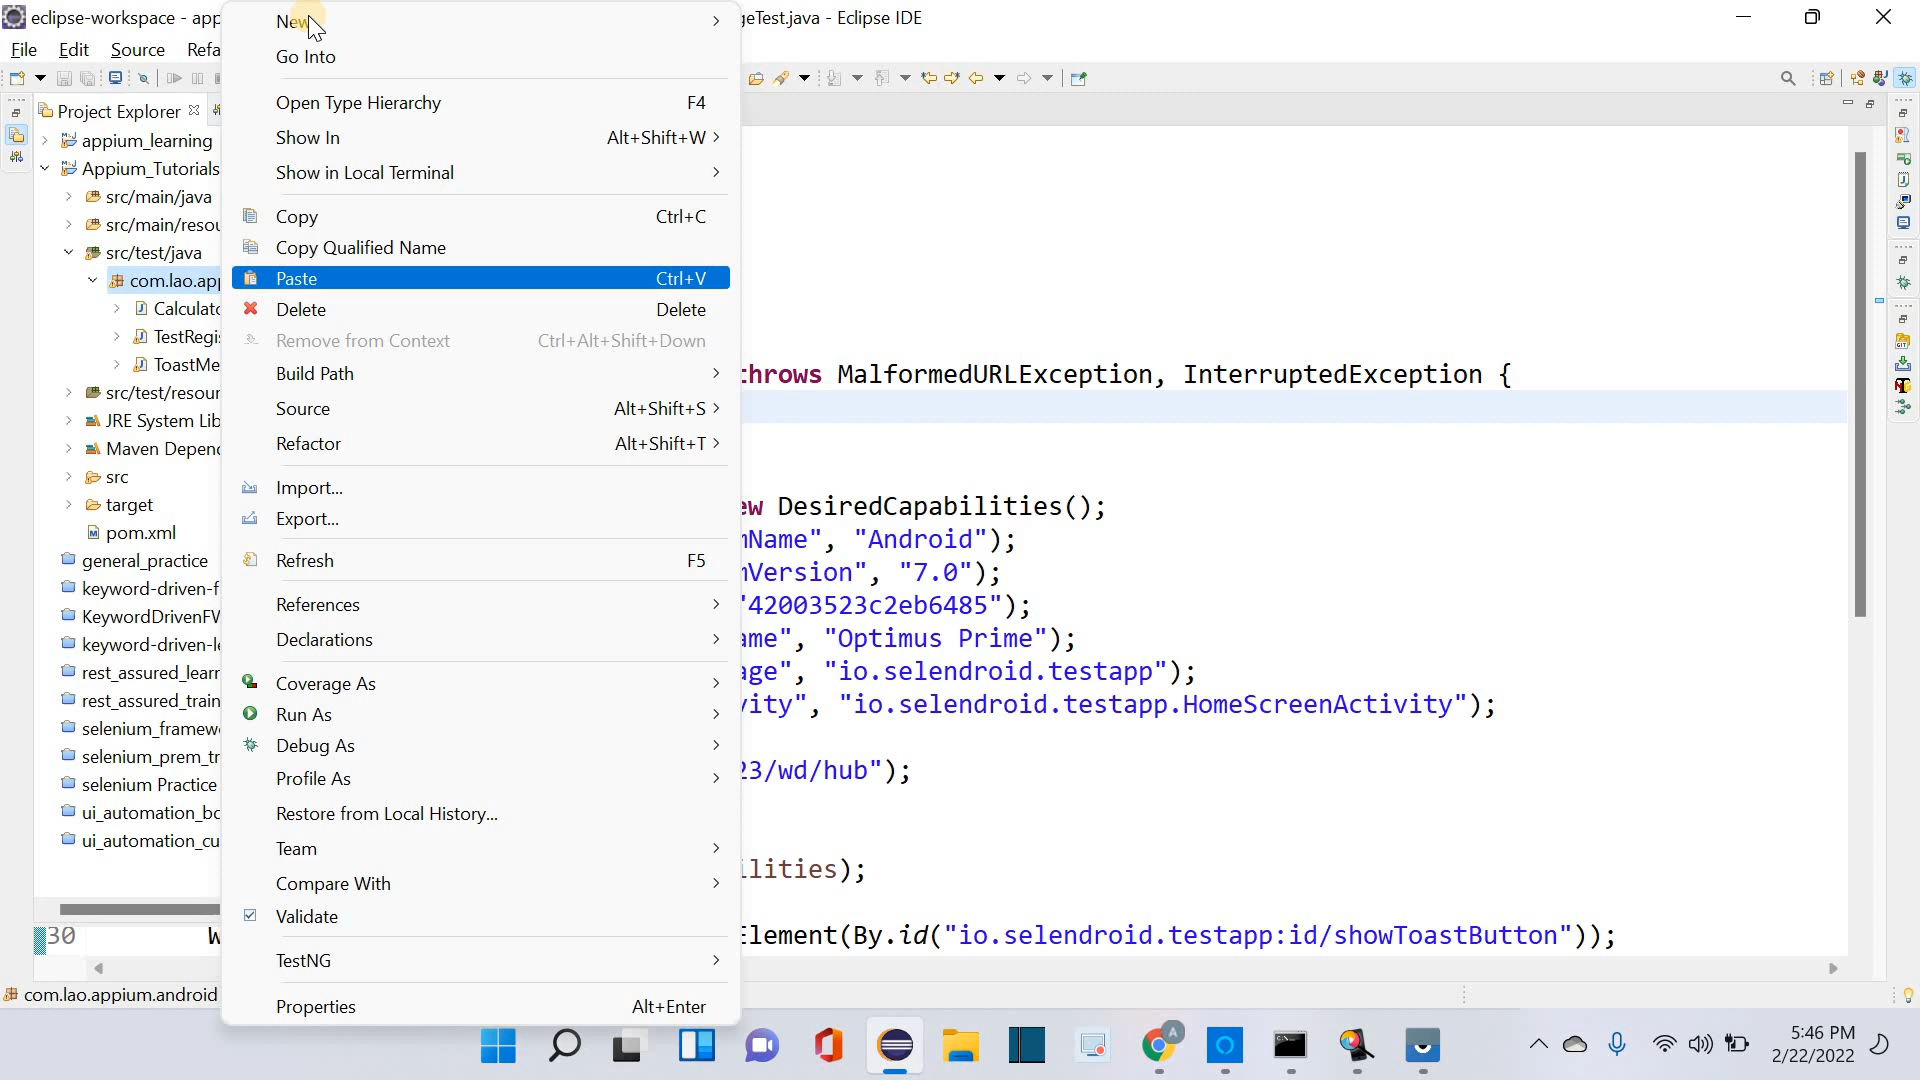 eclipse-workspace - app
geTest.java - Eclipse IDE
File Edit Source Refa
Project Explorer
appium_learning
Appium_Tutorials
src/main/java
src/main/resou
src/test/java
com.lao.app
Calculato
TestRegi
ToastMe
src/test/resour
JRE System Lib
Maven Depend
src
target
pom.xml
general_practice
keyword-driven-f
KeywordDrivenFW
keyword-driven-le
rest_assured_learn
rest_assured_train
selenium_framew
selenium_prem_tr
selenium Practice
ui_automation_bo
ui_automation_cu
30
W
com.lao.appium.android
New
Go Into
Open Type Hierarchy F4
Show In Alt+Shift+W
Show in Local Terminal
Copy Ctrl+C
Copy Qualified Name
Paste Ctrl+V
Delete Delete
Remove from Context Ctrl+Alt+Shift+Down
Build Path
Source Alt+Shift+S
Refactor Alt+Shift+T
Import...
Export...
Refresh F5
References
Declarations
Coverage As
Run As
Debug As
Profile As
Restore from Local History...
Team
Compare With
Validate
TestNG
Properties Alt+Enter
throws MalformedURLException, InterruptedException {
ew DesiredCapabilities();
mName", "Android");
mVersion", "7.0");
"42003523c2eb6485");
ame", "Optimus Prime");
age", "io.selendroid.testapp");
vity", "io.selendroid.testapp.HomeScreenActivity");
23/wd/hub");
ilities);
Element(By.id("io.selendroid.testapp:id/showToastButton"));
A
5:46 PM
2/22/2022